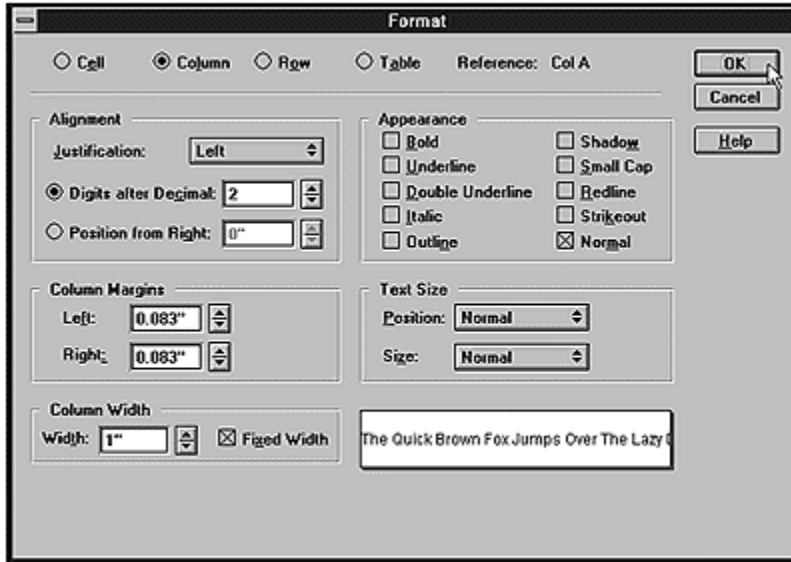 Format
Cell Column Row Table Reference: Col A
OK
Cancel
Help
Alignment
Justification: Left
Digits after Decimal: 2
Position from Right: 0"
Appearance
Bold Shadow
Underline Small Cap
Double Underline Redline
Italic Strikeout
Outline Normal
Column Margins
Left: 0.083"
Right: 0.083"
Text Size
Position: Normal
Size: Normal
Column Width
Width: 1" Fixed Width
The Quick Brown Fox Jumps Over The Lazy